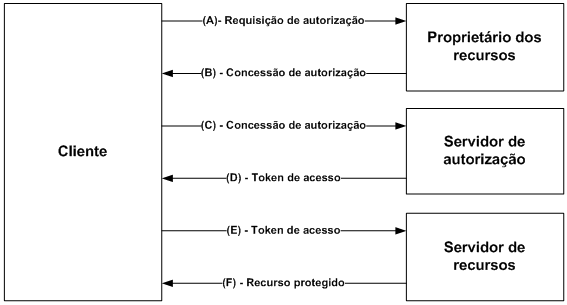 Cliente
(A)- Requisição de autorização
Proprietário dos
recursos
(B) - Concessão de autorização
(C) - Concessão de autorização
Servidor de
autorização
(D) - Token de acesso
(E) - Token de acesso
Servidor de
recursos
(F) - Recurso protegido